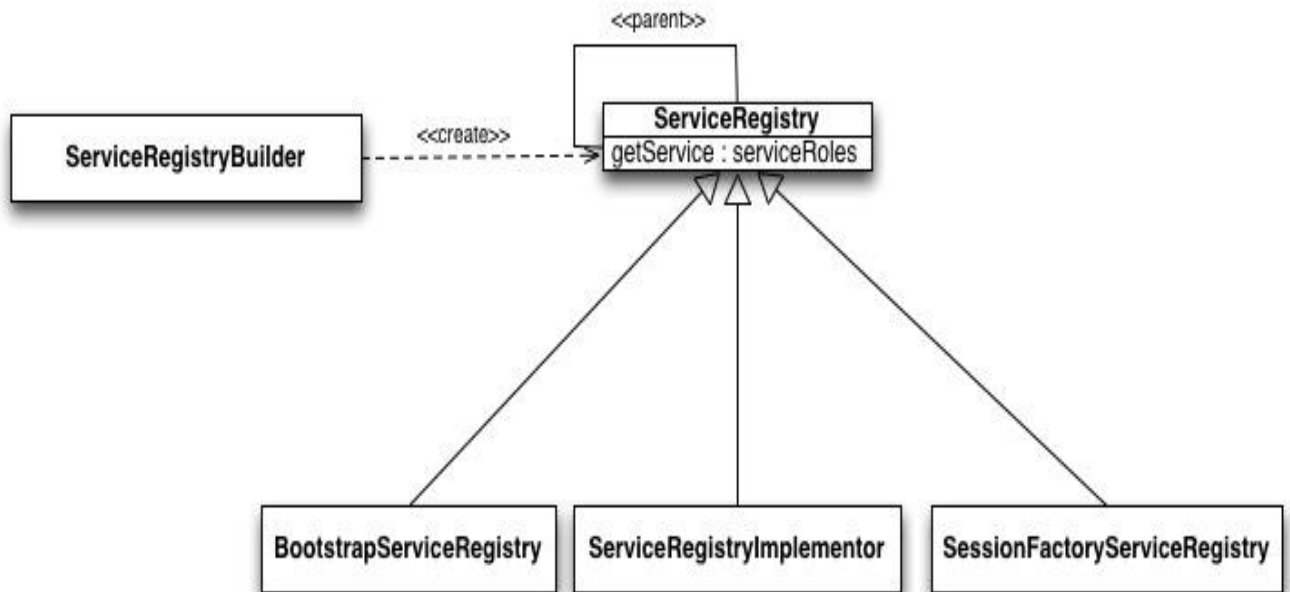 <<parent>>
ServiceRegistry
getService : serviceRoles
<<create>>
ServiceRegistryBuilder
BootstrapServiceRegistry
ServiceRegistryImplementor
SessionFactoryServiceRegistry